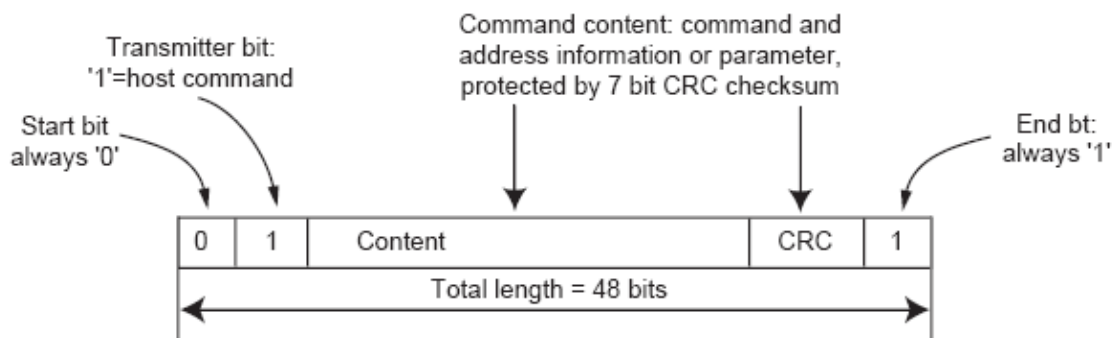 Transmitter bit:
'1'=host command
Command content: command and
address information or parameter,
protected by 7 bit CRC checksum
Start bit
always '0'
End bt:
always '1'
0
1
Content
CRC
1
Total length = 48 bits